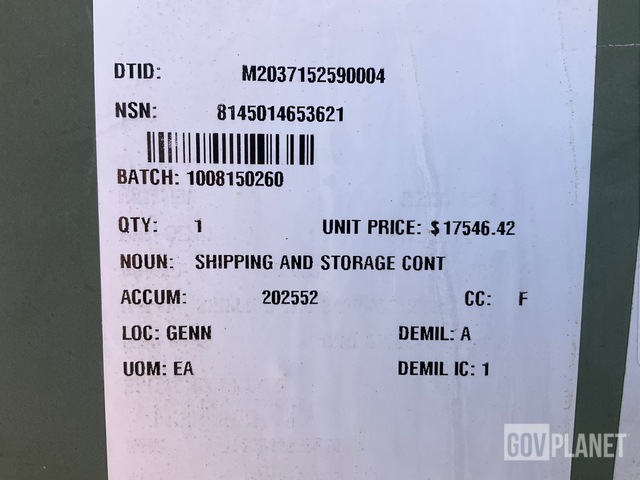 DTID: M2037152590004
NSN: 8145014653621
BATCH: 1008150260
QTY: 1 UNIT PRICE: $17546.42
NOUN: SHIPPING AND STORAGE CONT
ACCUM: 202552 CC: F
LOC: GENN DEMIL: A
UOM: EA DEMIL IC: 1
GOVPLANET